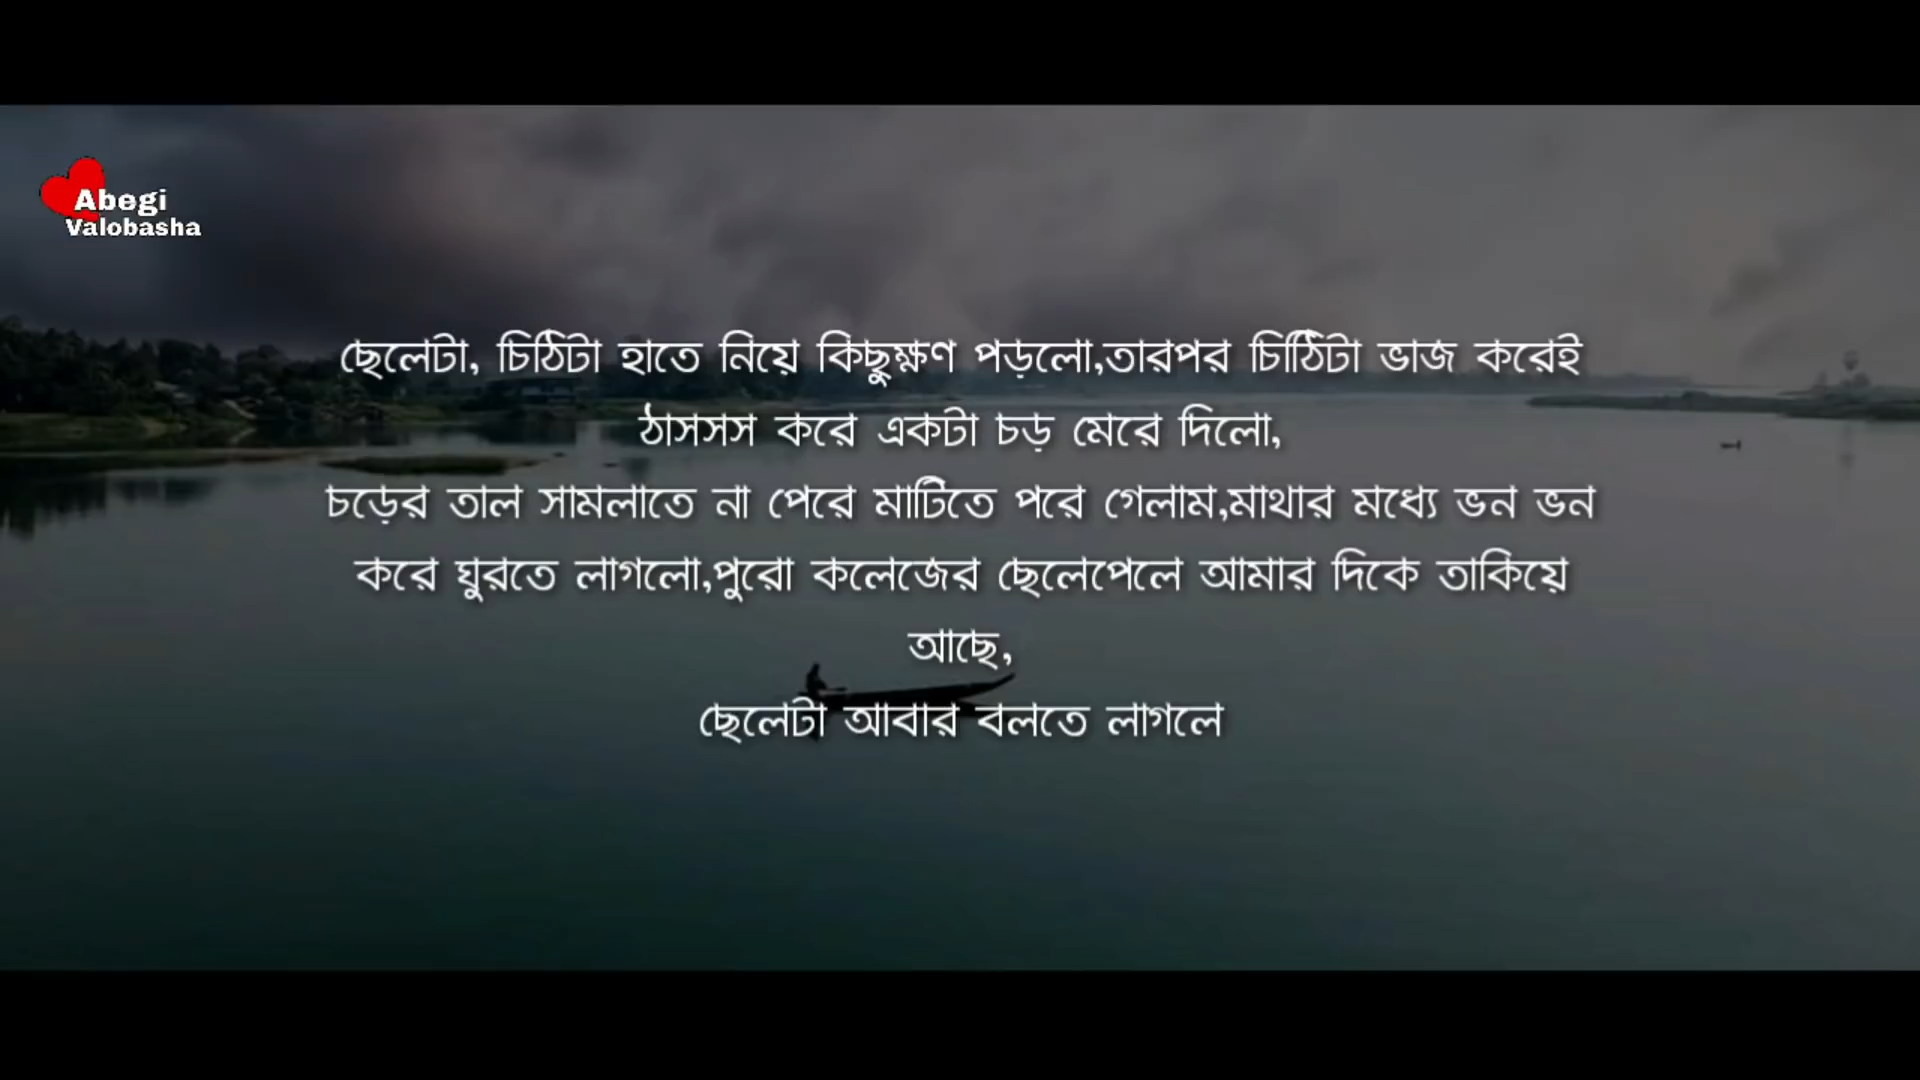 Abegi
Valobasha
ছেলেটা, চিঠিটা হাতে নিয়ে কিছুক্ষণ পড়লো,তারপর চিঠিটা ভাজ করেই
ঠাসসস করে একটা চড় মেরে দিলো,
চড়ের তাল সামলাতে না পেরে মাটিতে পরে গেলাম,মাথার মধ্যে ভন ভন
করে ঘুরতে লাগলো,পুরো কলেজের ছেলেপেলে আমার দিকে তাকিয়ে
আছে,
ছেলেটা আবার বলতে লাগলে